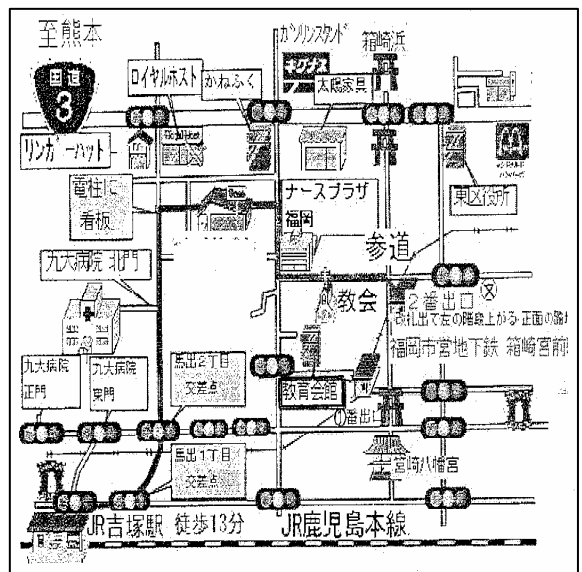 至熊本
国道
3
ガソリンスタンド
箱崎浜
ロイヤルホスト
かねふく
太陽家具
リンガーハット
電柱に
看板
ナースプラザ
福岡
東区役所
参道
九大病院 北門
教会
2番出口
改札出て左の階段上がる・正面の
福岡市営地下鉄 箱崎宮前
九大病院
正門
九大病院
東門
馬出2丁目
交差点
教育会館
①番出口
馬出1丁目
交差点
筥崎八幡宮
JR吉塚駅 徒歩13分
JR鹿児島本線